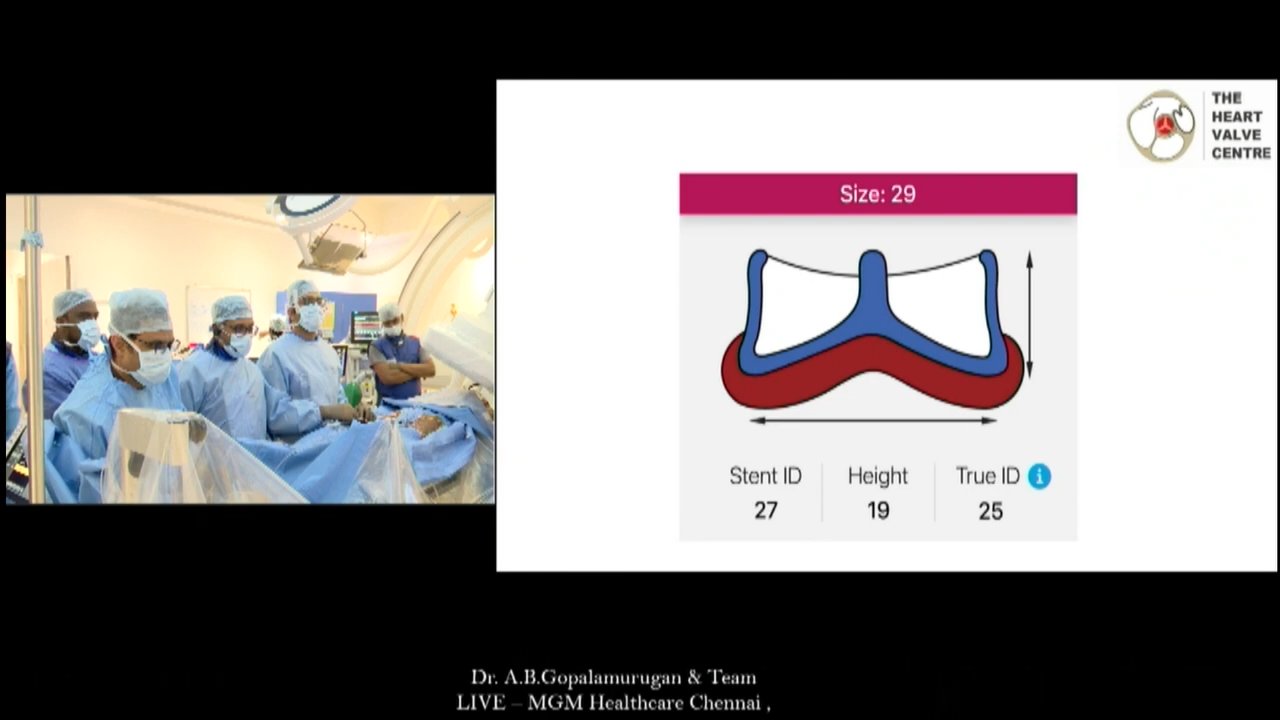 THE
HEART
VALVE
CENTRE
Size: 29
Stent ID Height True ID i
27 19 25
Dr. A.B.Gopalamurugan & Team
LIVE – MGM Healthcare Chennai ,